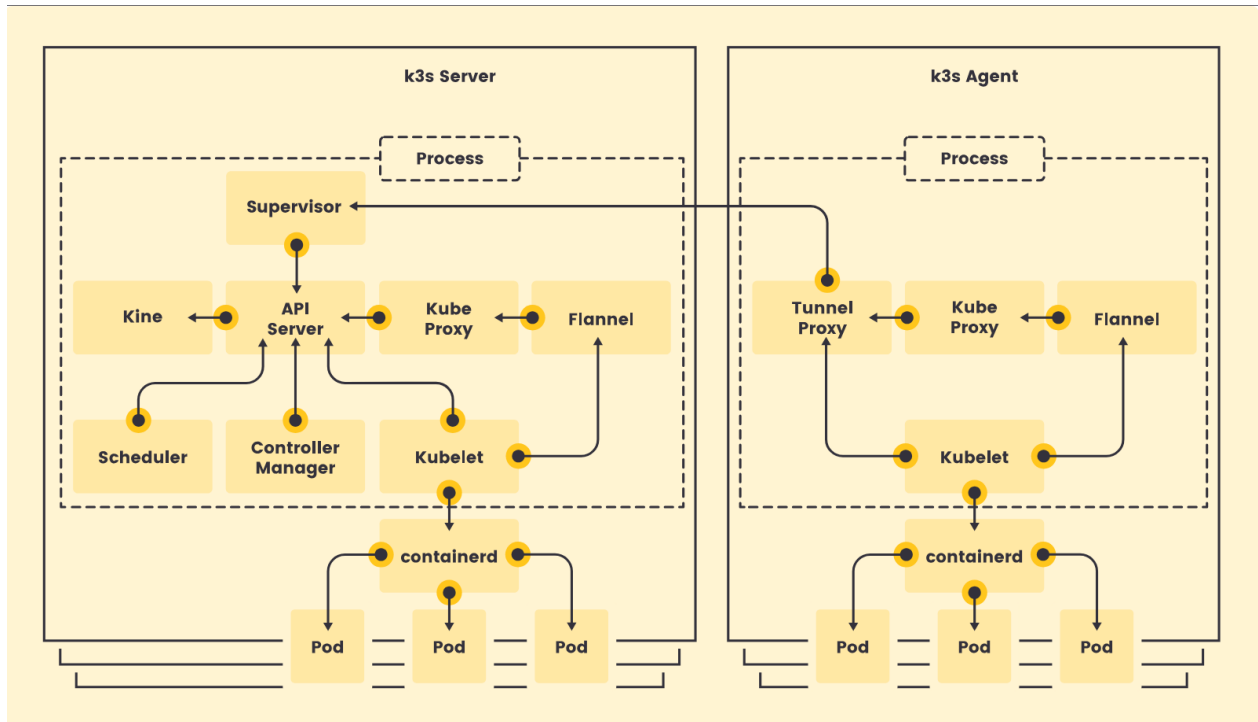 k3s Server
k3s Agent
Process
Process
Supervisor
Kine
API
Server
Kube
Proxy
Flannel
Tunnel
Proxy
Kube
Proxy
Flannel
Scheduler
Controller
Manager
Kubelet
Kubelet
containerd
containerd
Pod
Pod
Pod
Pod
Pod
Pod